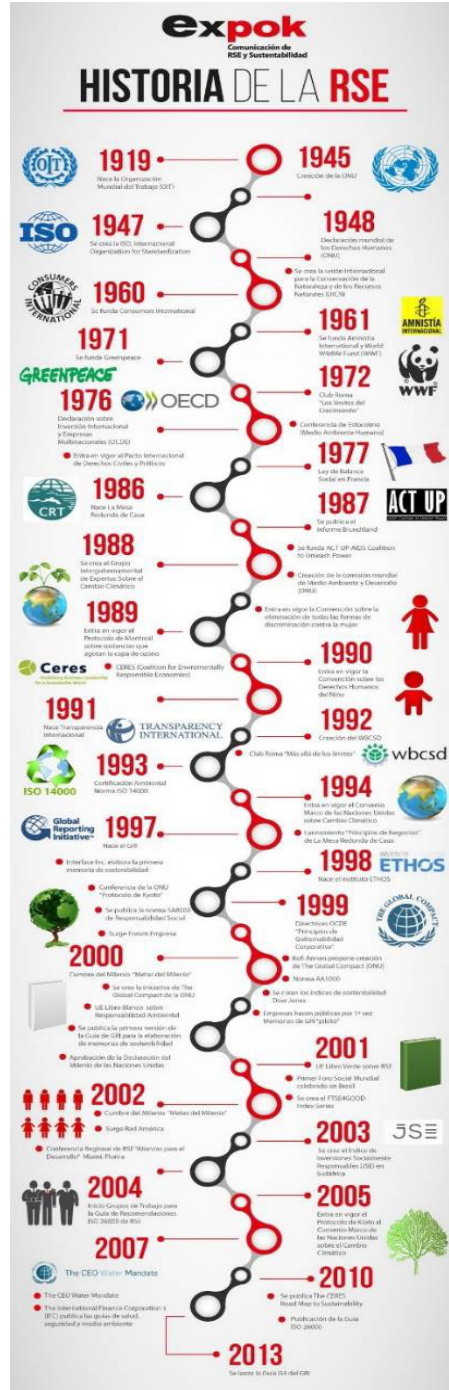 expok
Comunicación de
RSE y Sustentabilidad
HISTORIA DE LA RSE
1919
Nace la Organización
Mundial del Trabajo (OIT)
1945
Creación de la ONU
ISO
1947
Se crea la ISO, International
Organization for Standardization
1948
Declaración mundial de
los Derechos Humanos
(ONU)
Se crea la unión Internacional
para la Conservación de la
Naturaleza y de los Recursos
Naturales (UICN)
CONSUMERS
INTERNATIONAL
1960
Se funda Consumers International
1961
Se funda Amnistía
International y World
Wildlife Fund (WWF)
AMNISTÍA
INTERNACIONAL
WWF
1971
Se funda Greenpeace
GREENPEACE
1972
Club Roma
"Los límites del
Crecimiento"
Conferencia de Estocolmo
(Medio Ambiente Humano)
1976
OECD
Declaración sobre
Inversión Internacional
y Empresas
Multinacionales (OCDE)
Entra en vigor el Pacto Internacional
de Derechos Civiles y Políticos
1977
Ley de Balance
Social en Francia
CRT
1986
Nace La Mesa
Redonda de Caux
1987
Se publica el
Informe Brundtland
ACT UP
Se funda ACT UP AIDS Coalition
to Unleash Power
Creación de la comisión mundial
de Medio Ambiente y Desarrollo
(ONU)
1988
Se crea el Grupo
Intergubernamental
de Expertos Sobre el
Cambio Climático
Entra en vigor la Convención sobre la
eliminación de todas las formas de
discriminación contra la mujer
1989
Entra en vigor el
Protocolo de Montreal
sobre sustancias que
agotan la capa de ozono
Ceres
CERES (Coalition for Enviromentally
Responsible Economies)
1990
Entra en vigor la
Convención sobre los
Derechos Humanos
del Niño
1991
Nace Transparencia
Internacional
TRANSPARENCY
INTERNATIONAL
1992
Creación del WBCSD
Club Roma "Más allá de los límites"
wbcsd
ISO 14000
1993
Certificación Ambiental
Norma ISO 14000
1994
Entra en vigor el Convenio
Marco de las Naciones Unidas
sobre Cambio Climático
Lanzamiento "Principios de Negocios"
de La Mesa Redonda de Caux
Global
Reporting
Initiative™
1997
Nace el GRI
Interface Inc. elabora la primera
memoria de sostenibilidad
Conferencia de la ONU
"Protocolo de Kyoto"
Se publica la norma SA8000
de Responsabilidad Social
Surge Forum Empresa
1998
Nace el Instituto ETHOS
ETHOS
1999
Directrices OCDE
"Principios de
Gobernabilidad
Corporativa"
THE GLOBAL COMPACT
Kofi Annan propone creación
de The Global Compact (ONU)
Norma AA1000
Se crean los índices de sostenibilidad
Dow Jones
Empresas hacen públicas por 1ª vez
Memorias de GRI "piloto"
2000
Cumbre del Milenio "Metas del Milenio"
Se crea la iniciativa de The
Global Compact de la ONU
UE Libro Blanco sobre
Responsabilidad Ambiental
Se publica la primera versión de
la Guía de GRI para la elaboración
de memorias de sostenibilidad
Aprobación de la Declaración del
Milenio de las Naciones Unidas
2001
UE Libro Verde sobre RSE
Primer Foro Social Mundial
celebrado en Brasil
Se crea el FTSE4GOOD
Index Series
2002
Cumbre del Milenio "Metas del Milenio"
Surge Red América
Conferencia Regional de RSE "Alianzas para el
Desarrollo" Miami, Florira
2003
Se crea el Índice de
Inversiones Socialmente
Responsables (JSE) en
Sudáfrica
JSE
2004
Inicio Grupos de Trabajo para
la Guía de Recomendaciones
ISO 26000 de RSE
2005
Entra en vigor el
Protocolo de Kioto al
Convenio Marco de
las Naciones Unidas
sobre el Cambio
Climático
2007
The CEO Water Mandate
The CEO Water Mandate
The International Finance Corporation's
(IFC) publica las guías de salud,
seguridad y medio ambiente
2010
Se publica The CERES
Road Map to Sustainability
Publicación de la Guía
ISO 26000
2013
Se lanza la Guía G4 del GRI